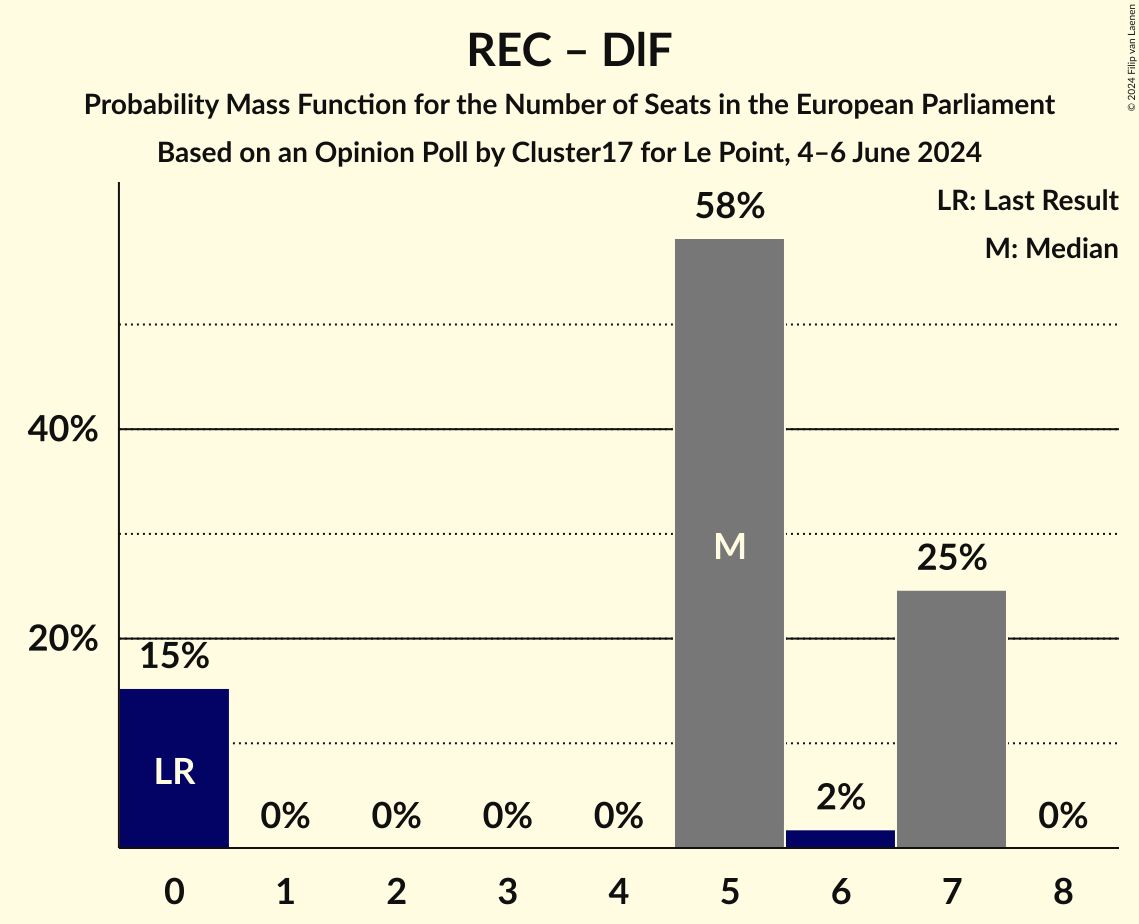 REC – DlF
Probability Mass Function for the Number of Seats in the European Parliament
Based on an Opinion Poll by Cluster17 for Le Point, 4–6 June 2024
© 2024 Filip van Laenen
LR: Last Result
M: Median
58%
40%
M
25%
20%
15%
LR
0%
0%
0%
0%
2%
0%
0 1 2 3 4 5 6 7 8